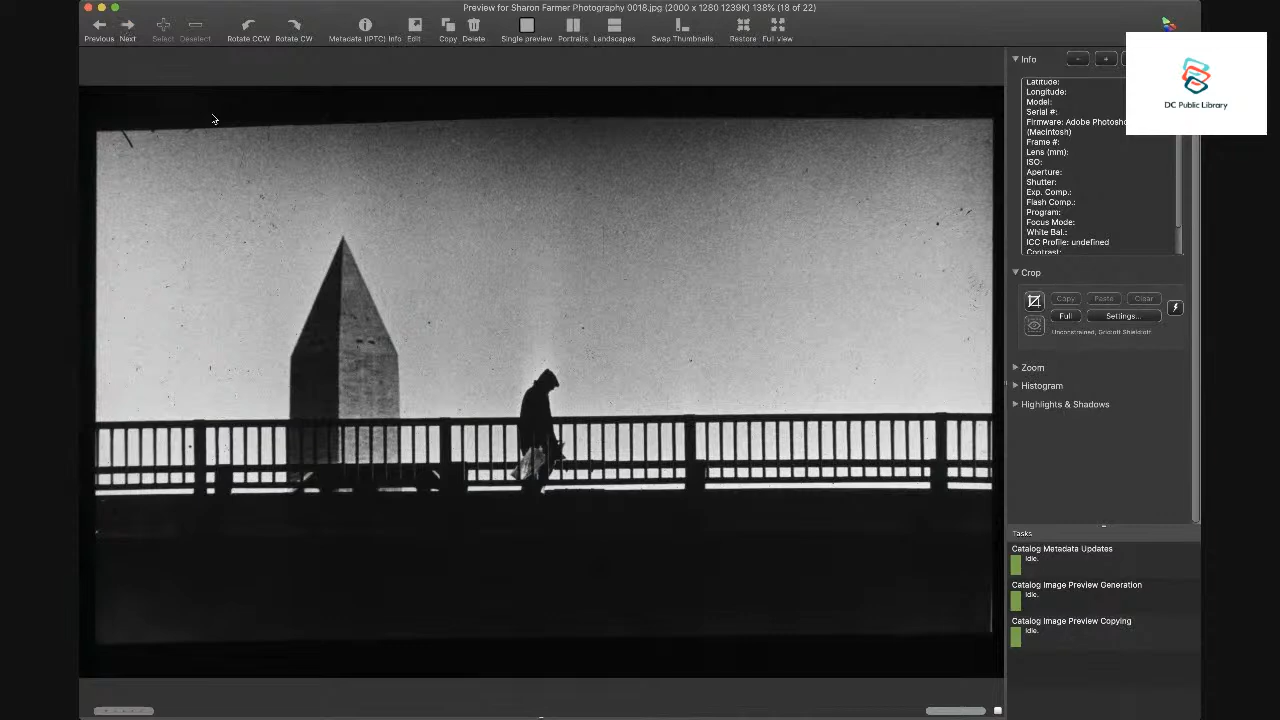 Preview for Sharon Farmer Photography 0018.jpg (2000 x 1280 1239K) 138% (18 of 22)
Previous Next Select Deselect Rotate CCW Rotate CW Metadata (IPTC) Info Edit Copy Delete... Single preview Portraits Landscapes Swap Thumbnails Restore Full view
DC Public Library
Info
Latitude:
Longitude:
Model:
Serial #:
Firmware: Adobe Photosho
(Macintosh)
Frame #:
Lens (mm):
ISO:
Aperture:
Shutter:
Exp. Comp.:
Flash Comp.:
Program:
Focus Mode:
White Bal.:
ICC Profile: undefined
Contrast:
Crop
Copy Paste Clear
Full Settings...
Zoom
Histogram
Highlights & Shadows
Tasks
Catalog Metadata Updates
Idle.
Catalog Image Preview Generation
Idle.
Catalog Image Preview Copying
Idle.